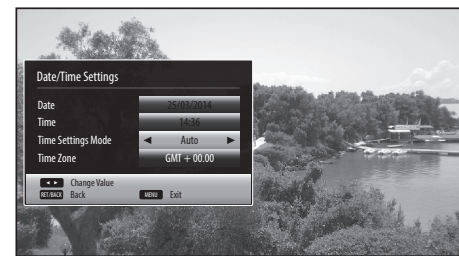 Date/Time Settings
Date 25/03/2014
Time 14:36
Time Settings Mode ◄ Auto ►
Time Zone GMT + 00.00
◄ ► Change Value
RET/BACK Back MENU Exit